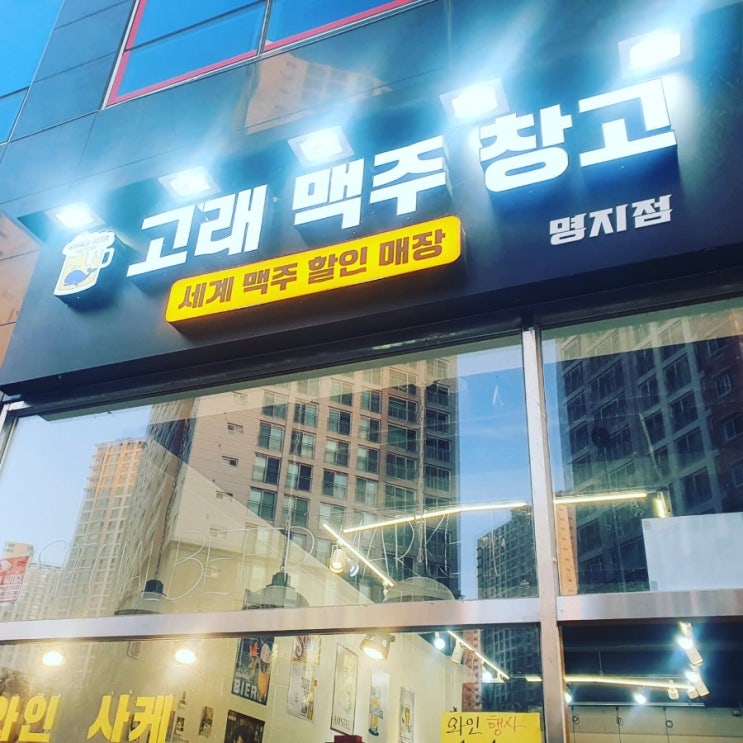 고래 맥주 창고
세계 맥주 할인 매장
명지점
와인 사케
BIER
와인 행사